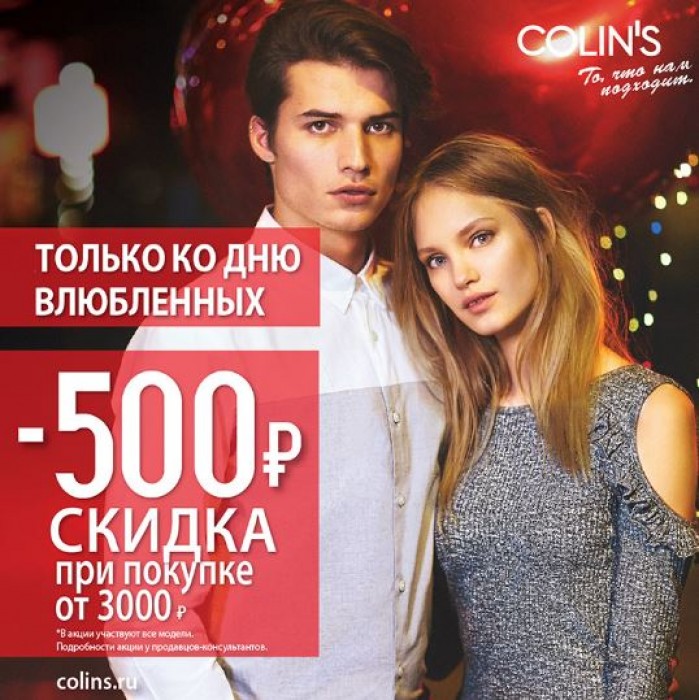 COLIN'S
То, что нам
подходит.
ТОЛЬКО КО ДНЮ
ВЛЮБЛЕННЫХ
-500₽
СКИДКА
при покупке
от 3000 ₽
*В акции участвуют все модели.
Подробности акции у продавцов-консультантов.
colins.ru